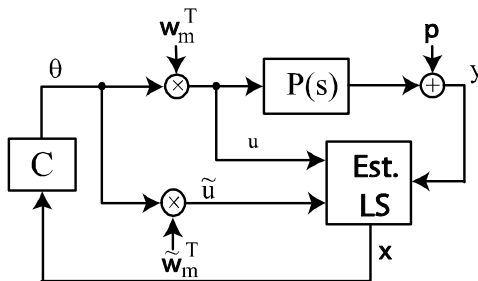 w_m^T
p
θ
y
×
P(s)
+
u
C
Est.
LS
ũ
×
w̃_m^T
x